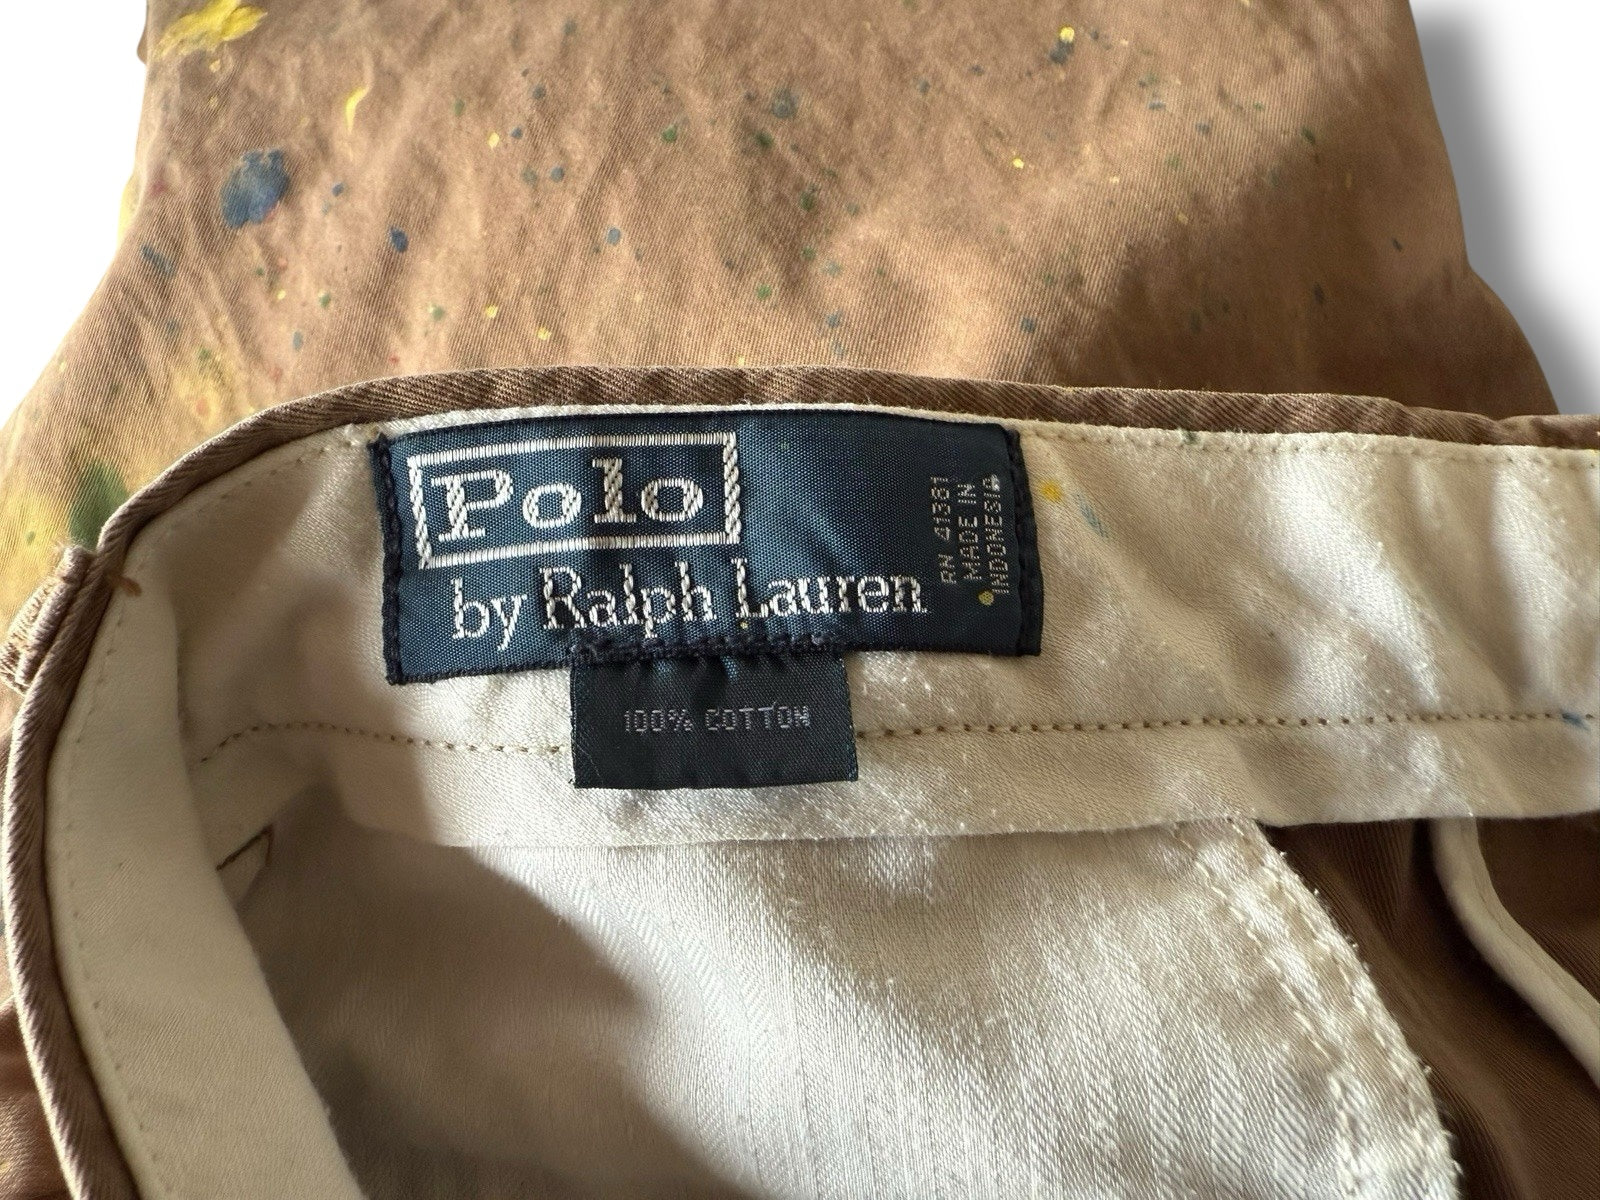 Polo
by Ralph Lauren
RN 41381
MADE IN
INDONESIA
100% COTTON